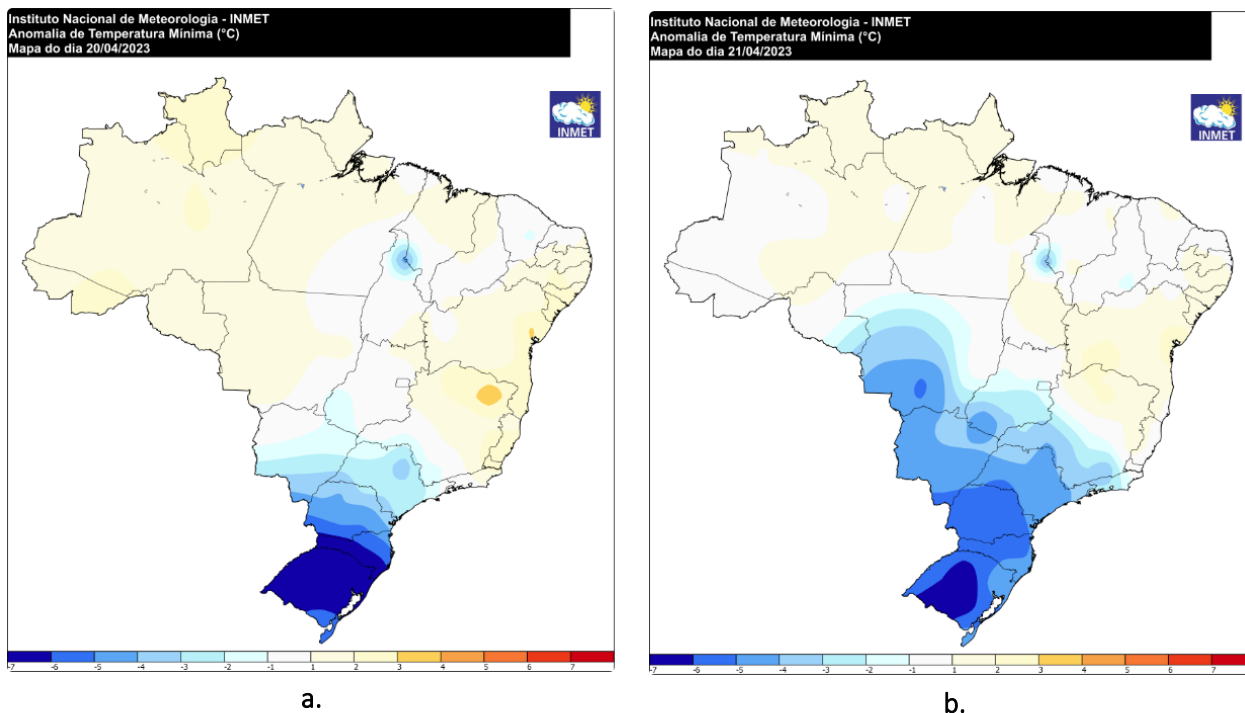 Instituto Nacional de Meteorologia - INMET
Anomalia de Temperatura Mínima (°C)
Mapa do dia 20/04/2023
INMET
-7 -6 -5 -4 -3 -2 -1 1 2 3 4 5 6 7
a.
Instituto Nacional de Meteorologia - INMET
Anomalia de Temperatura Mínima (°C)
Mapa do dia 21/04/2023
INMET
-7 -6 -5 -4 -3 -2 -1 1 2 3 4 5 6 7
b.